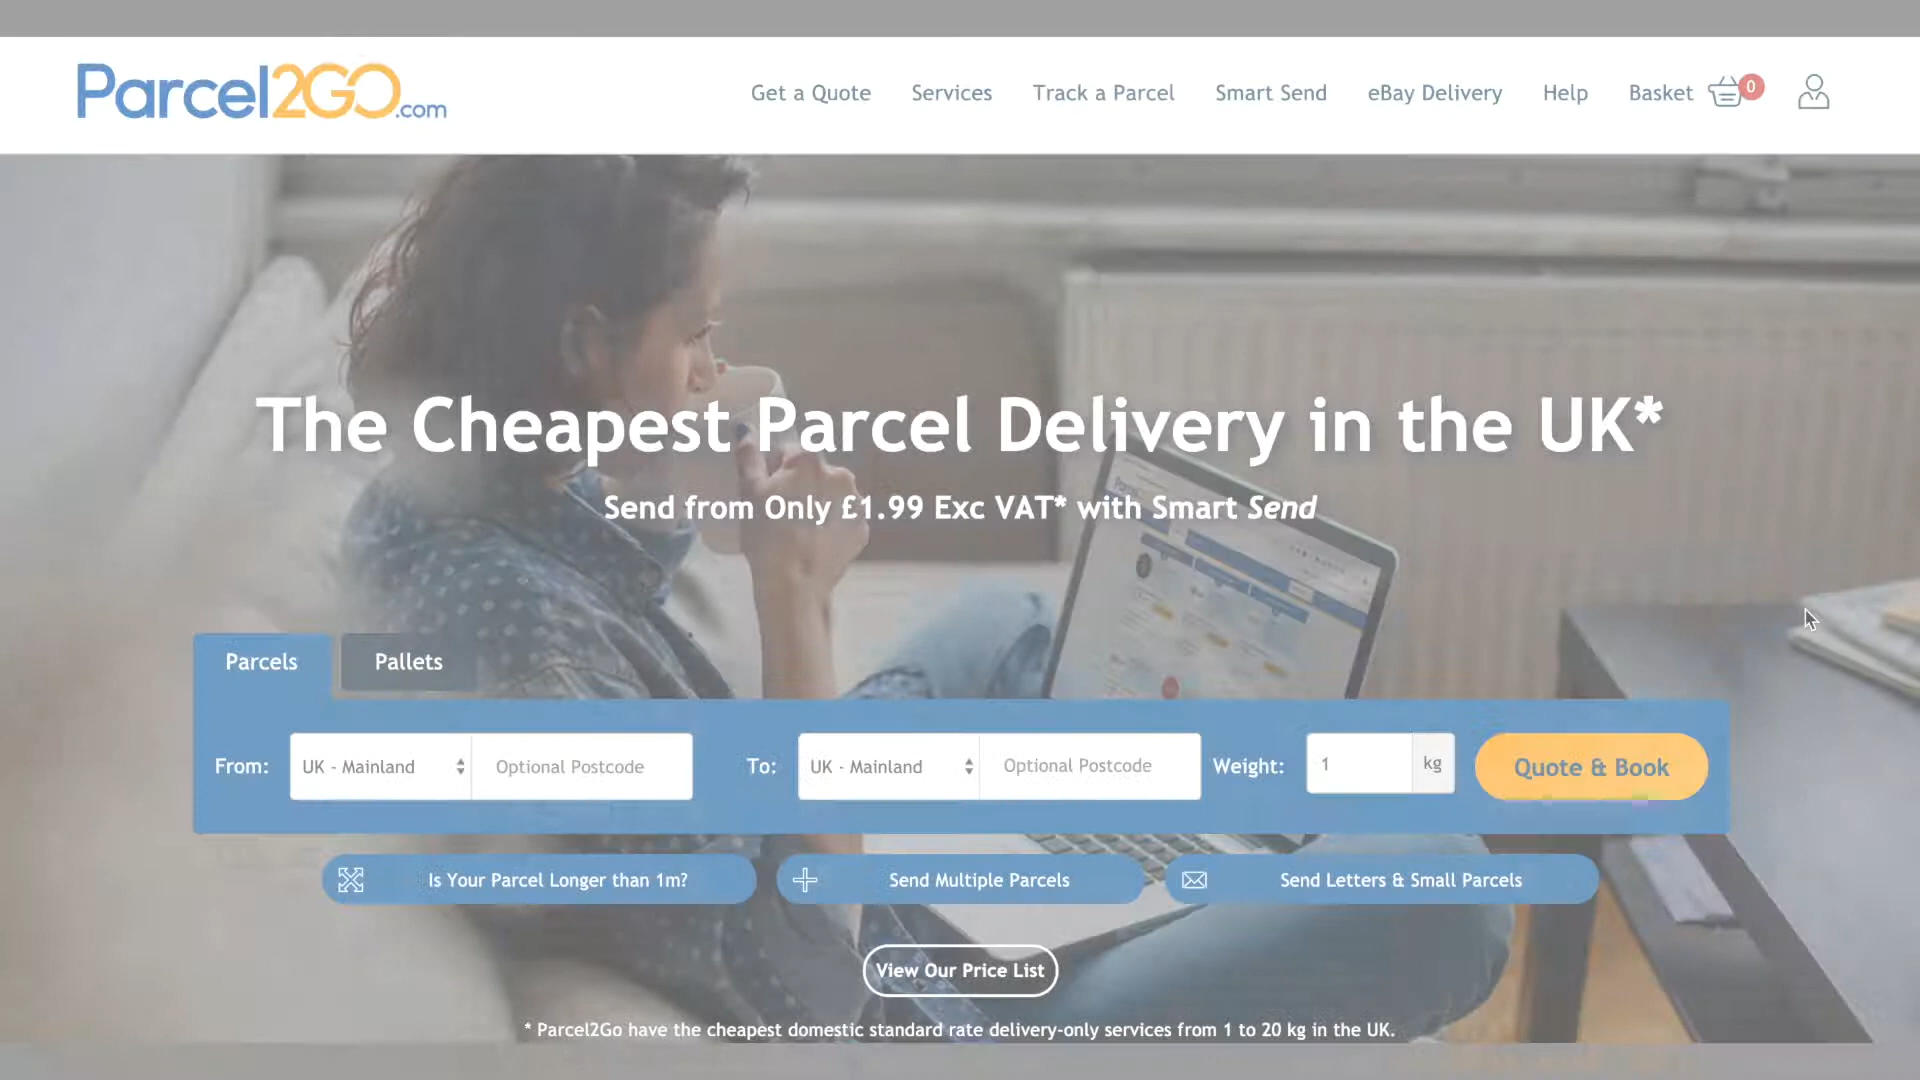 Parcel2GO.com
Get a Quote
Services
Track a Parcel
Smart Send
eBay Delivery
Help
Basket
0
The Cheapest Parcel Delivery in the UK*
Send from Only £1.99 Exc VAT* with Smart Send
Parcels
Pallets
From:
UK - Mainland
Optional Postcode
To:
UK - Mainland
Optional Postcode
Weight:
1
kg
Quote & Book
Is Your Parcel Longer than 1m?
Send Multiple Parcels
Send Letters & Small Parcels
View Our Price List
* Parcel2Go have the cheapest domestic standard rate delivery-only services from 1 to 20 kg in the UK.